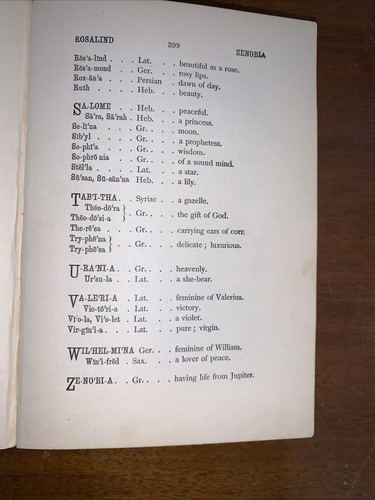 ROSALIND 399 ZENOBIA
Rŏs'a-lind . . . Lat. . . . beautiful as a rose.
Rŏs'a-mond . . . Ger. . . . rosy lips.
Rox-ăn'a . . . Persian . . dawn of day.
Ruth . . . . Heb. . . . beauty.
SA-LOME . . . Heb. . . . peaceful.
Sā'ra, Sā'rah . Heb. . . . a princess.
Se-lī'na . . . Gr. . . . moon.
Sĭb'yl . . . . Gr. . . . a prophetess.
So-phī'a . . . Gr. . . . wisdom.
So-phrō nia . . Gr. . . . of a sound mind.
Stĕl'la . . . . Lat. . . . a star.
Sū'san, Sū-săn'na Heb. . . . a lily.
TAB'I-THA. . . Syriac . . a gazelle.
Thĕo-dō'ra }
Thĕo-dō'si-a } . Gr. . . . the gift of God.
The-rē'sa . . . Gr. . . . carrying ears of corn.
Try-phē'na }
Try-phō'sa } . . Gr. . . . delicate; luxurious.
U-RA'NI-A . . . Gr. . . . heavenly.
Ur'su-la . . . Lat. . . . a she-bear.
VA-LE'RI-A . . Lat. . . . feminine of Valerius.
Vic-tō'ri-a . . Lat. . . . victory.
Vī'o-la, Vī'o-let . Lat. . . . a violet.
Vir-gĭn'i-a . . . Lat. . . . pure; virgin.
WIL'HEL-MI'NA Ger. . . feminine of William.
Wĭn'i-frĕd . Sax. . . . a lover of peace.
ZE-NO'BI-A . . Gr. . . . having life from Jupiter.